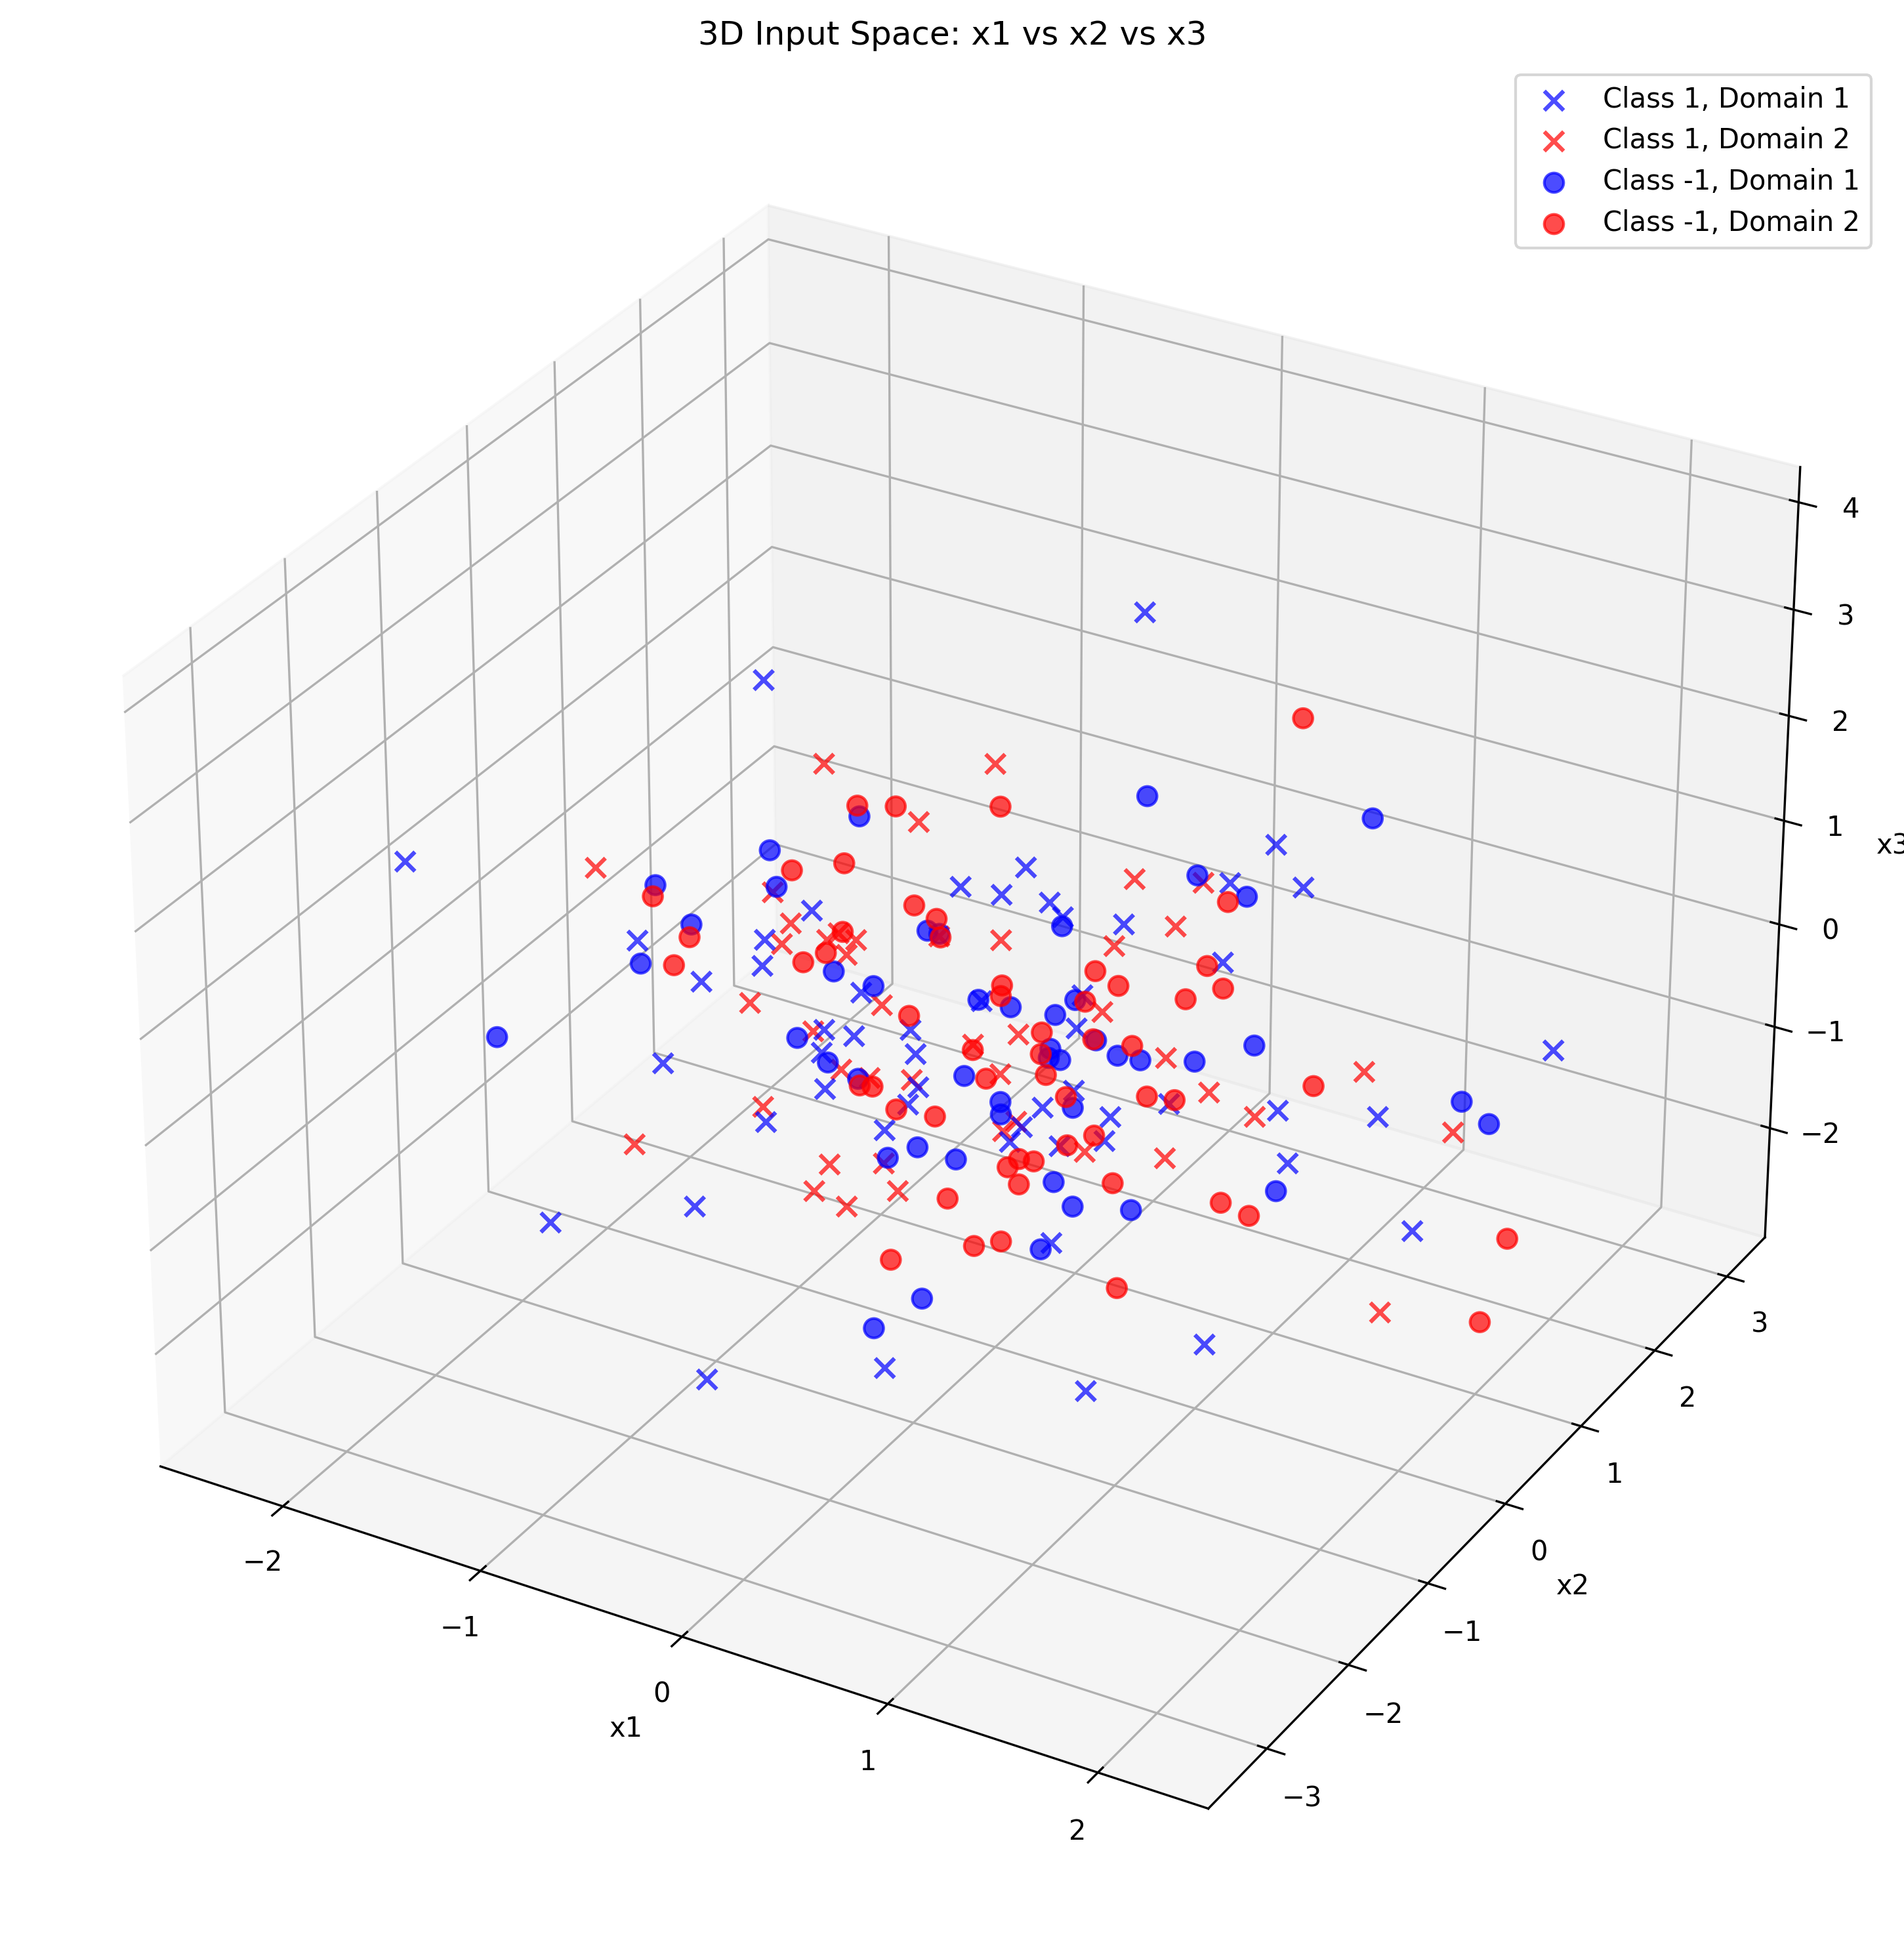 3D Input Space: x1 vs x2 vs x3
Class 1, Domain 1
Class 1, Domain 2
Class -1, Domain 1
Class -1, Domain 2
4
3
2
1
0
−1
−2
x3
3
2
1
0
−1
−2
−3
x2
−2
−1
0
1
2
x1